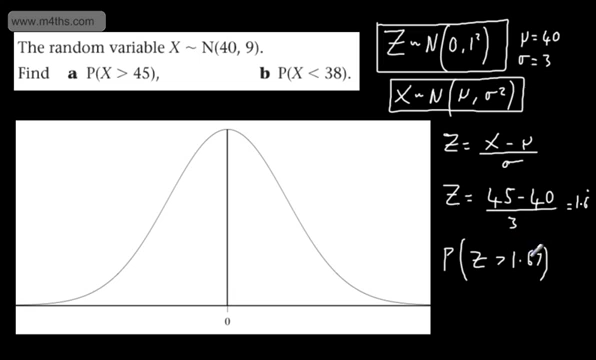 www.m4ths.com
The random variable X ~ N(40, 9).
Find a P(X > 45), b P(X < 38).
Z~N(0,1²)
μ=40
σ=3
X~N(μ, σ²)
Z= X-μ
σ
Z= 45-40 =1.6̇
3
P(Z>1.67)
0